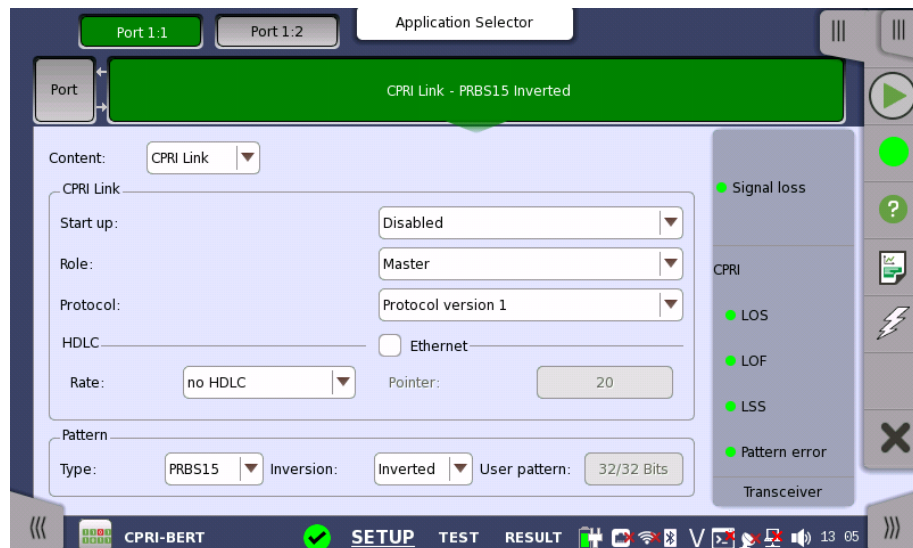 Application Selector
Port 1:1
Port 1:2
Port
CPRI Link - PRBS15 Inverted
Content: CPRI Link
CPRI Link
Start up: Disabled
Role: Master
Protocol: Protocol version 1
HDLC
Ethernet
Rate: no HDLC
Pointer: 20
Pattern
Type: PRBS15 Inversion: Inverted User pattern: 32/32 Bits
Signal loss
CPRI
LOS
LOF
LSS
Pattern error
Transceiver
CPRI-BERT SETUP TEST RESULT 13 05